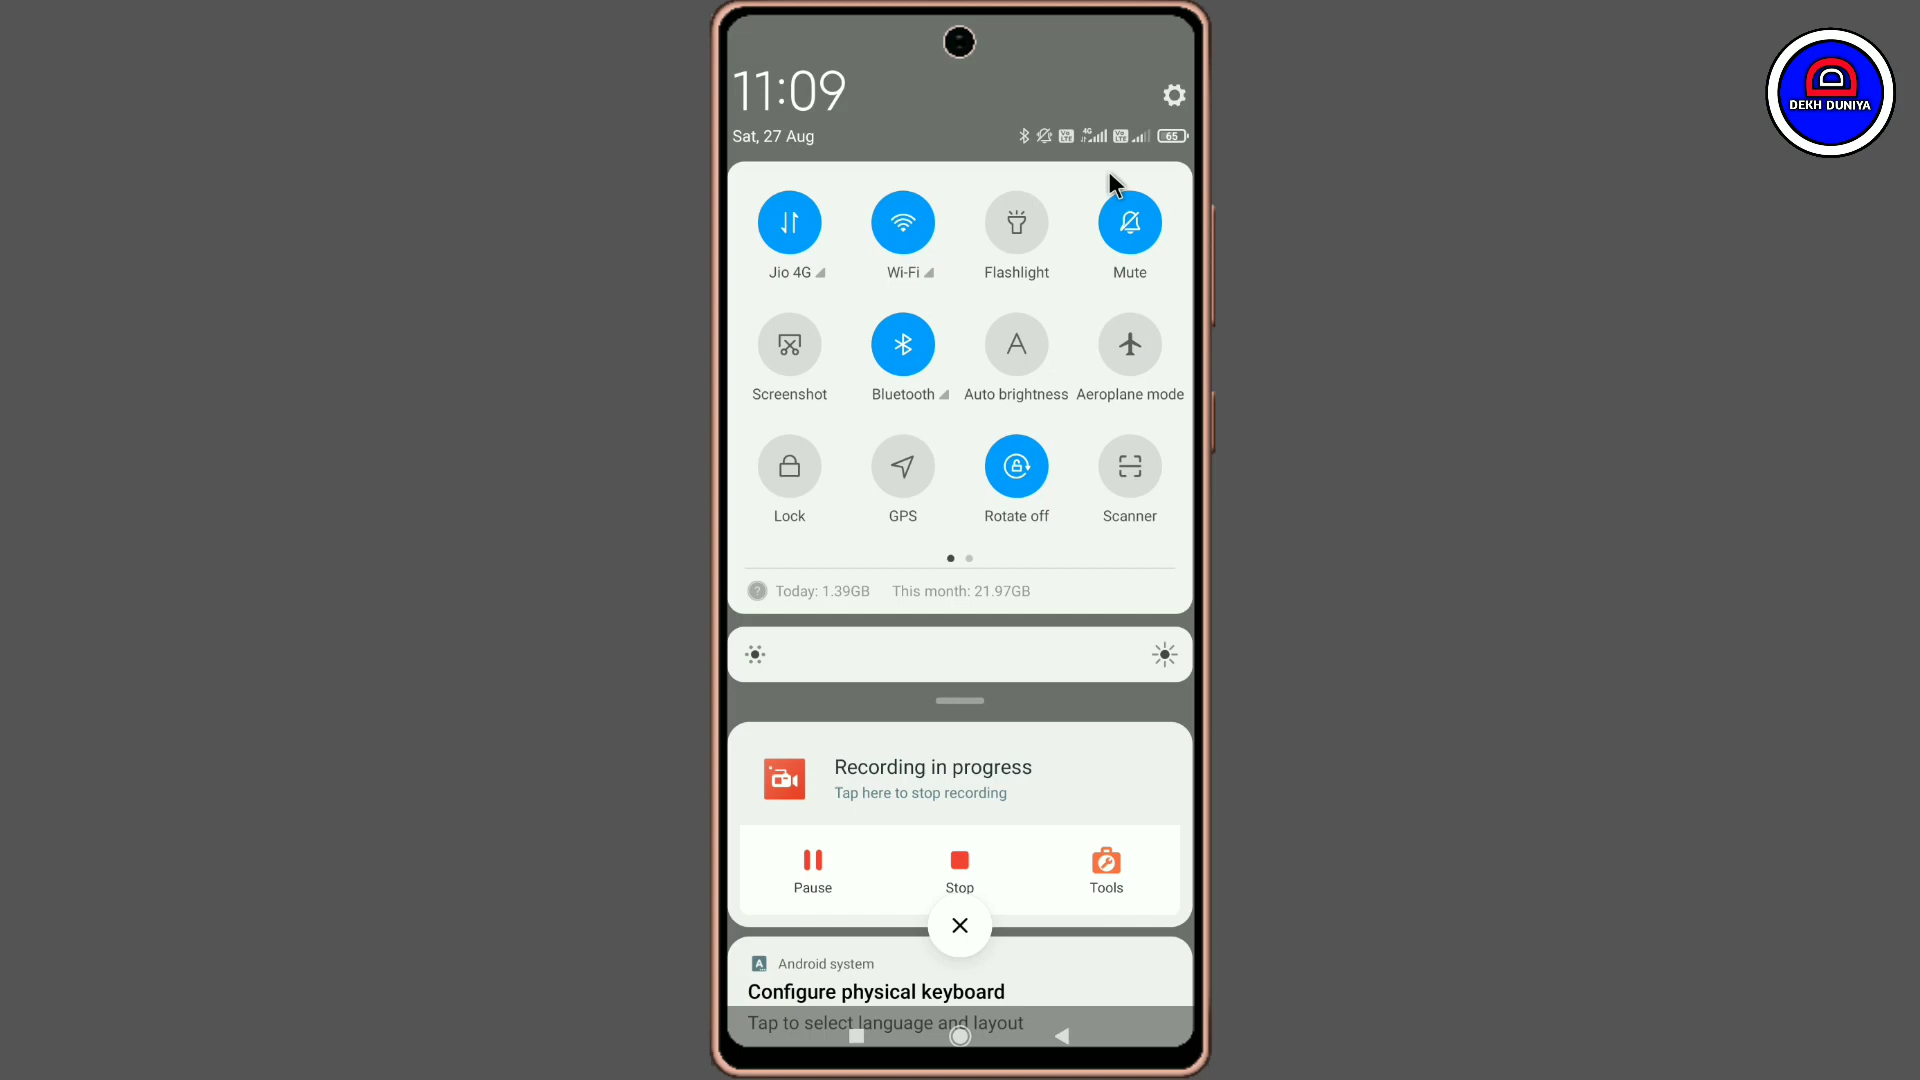 11:09
Sat, 27 Aug
4G
65
DEKH DUNIYA
Jio 4G
Wi-Fi
Flashlight
Mute
Screenshot
Bluetooth
Auto brightness
Aeroplane mode
Lock
GPS
Rotate off
Scanner
Today: 1.39GB This month: 21.97GB
Recording in progress
Tap here to stop recording
Pause
Stop
Tools
Android system
Configure physical keyboard
Tap to select language and layout